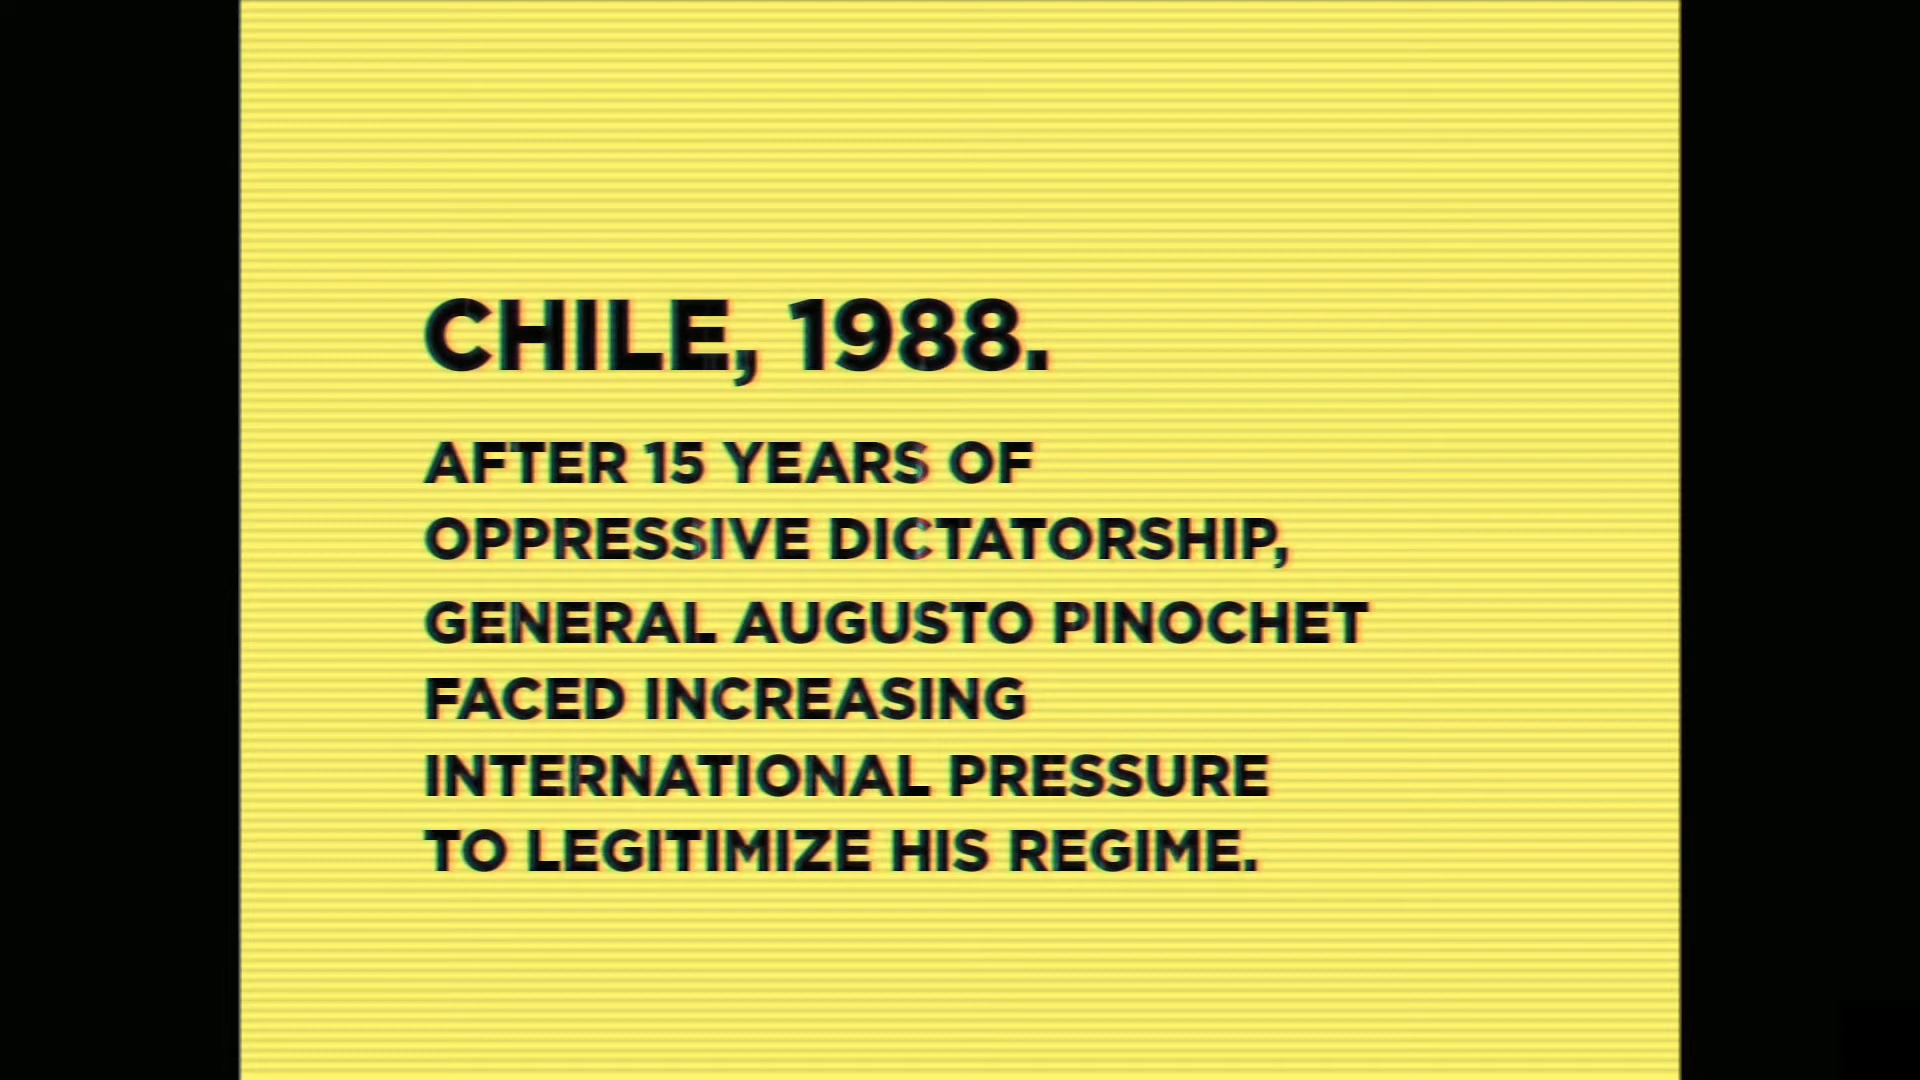 CHILE, 1988.
AFTER 15 YEARS OF
OPPRESSIVE DICTATORSHIP,
GENERAL AUGUSTO PINOCHET
FACED INCREASING
INTERNATIONAL PRESSURE
TO LEGITIMIZE HIS REGIME.